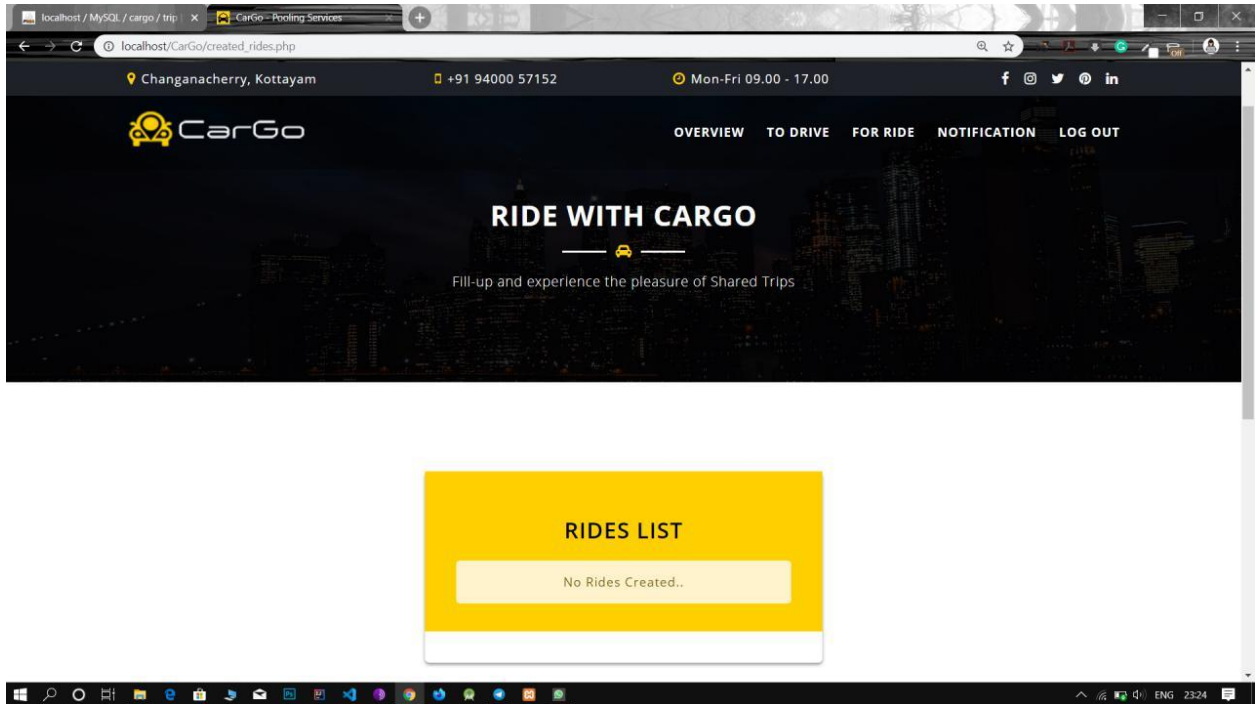 localhost / MySQL / cargo / trip
CarGo - Pooling Services
localhost/CarGo/created_rides.php
Off
Changanacherry, Kottayam
+91 94000 57152
Mon-Fri 09.00 - 17.00
CarGo
OVERVIEW TO DRIVE FOR RIDE NOTIFICATION LOG OUT
RIDE WITH CARGO
Fill-up and experience the pleasure of Shared Trips
RIDES LIST
No Rides Created..
ENG 23:24